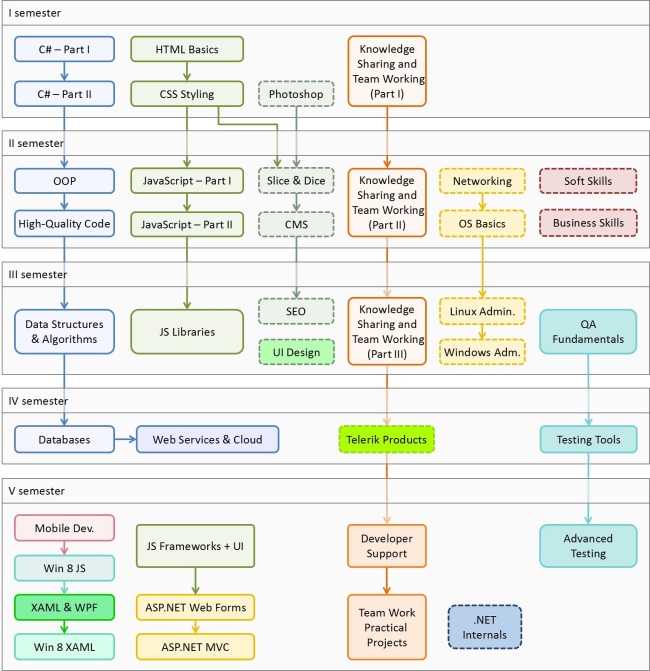 I semester
C# – Part I
HTML Basics
Knowledge
Sharing and
Team Working
(Part I)
C# – Part II
CSS Styling
Photoshop
II semester
OOP
JavaScript – Part I
Slice & Dice
Knowledge
Sharing and
Team Working
(Part II)
Networking
Soft Skills
High-Quality Code
JavaScript – Part II
CMS
OS Basics
Business Skills
III semester
Data Structures
& Algorithms
JS Libraries
SEO
UI Design
Knowledge
Sharing and
Team Working
(Part III)
Linux Admin.
Windows Adm.
QA
Fundamentals
IV semester
Databases
Web Services & Cloud
Telerik Products
Testing Tools
V semester
Mobile Dev.
JS Frameworks + UI
Developer
Support
Advanced
Testing
Win 8 JS
XAML & WPF
ASP.NET Web Forms
Team Work
Practical
Projects
.NET
Internals
Win 8 XAML
ASP.NET MVC